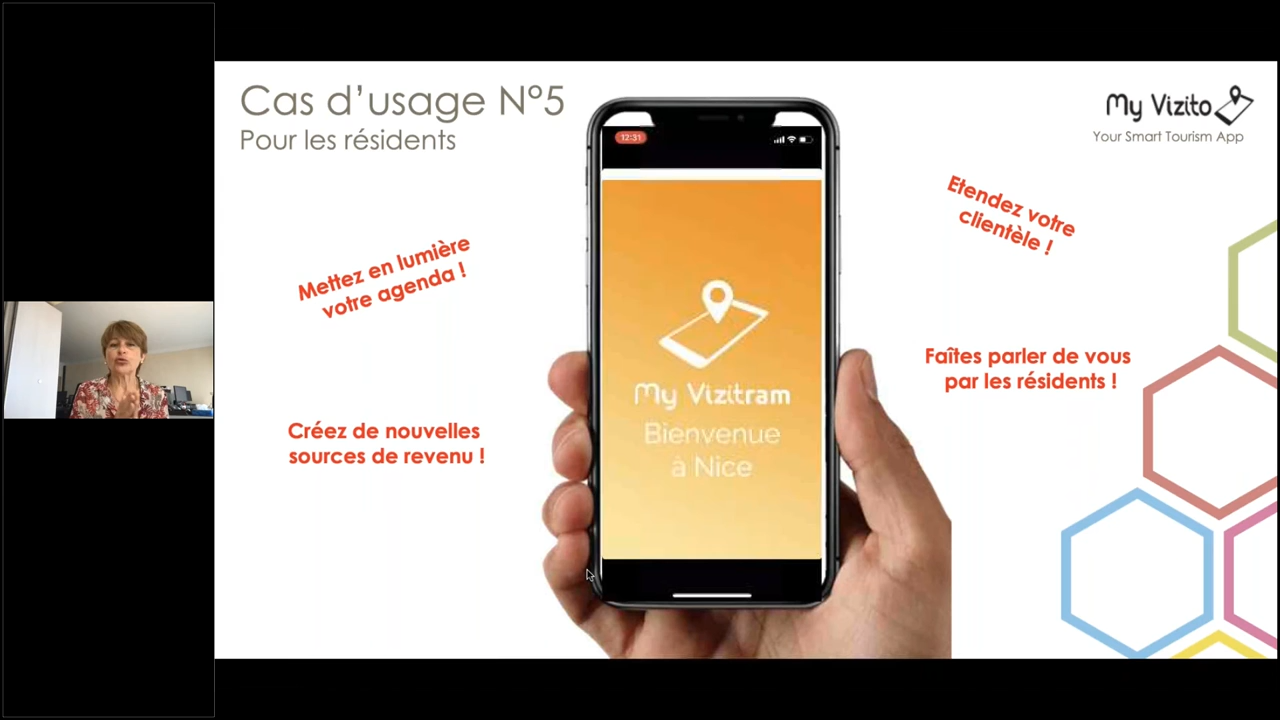 Cas d’usage N°5
Pour les résidents
My Vizito
Your Smart Tourism App
12:31
Etendez votre
clientèle !
Mettez en lumière
votre agenda !
Faîtes parler de vous
par les résidents !
My Vizitram
Bienvenue
à Nice
Créez de nouvelles
sources de revenu !